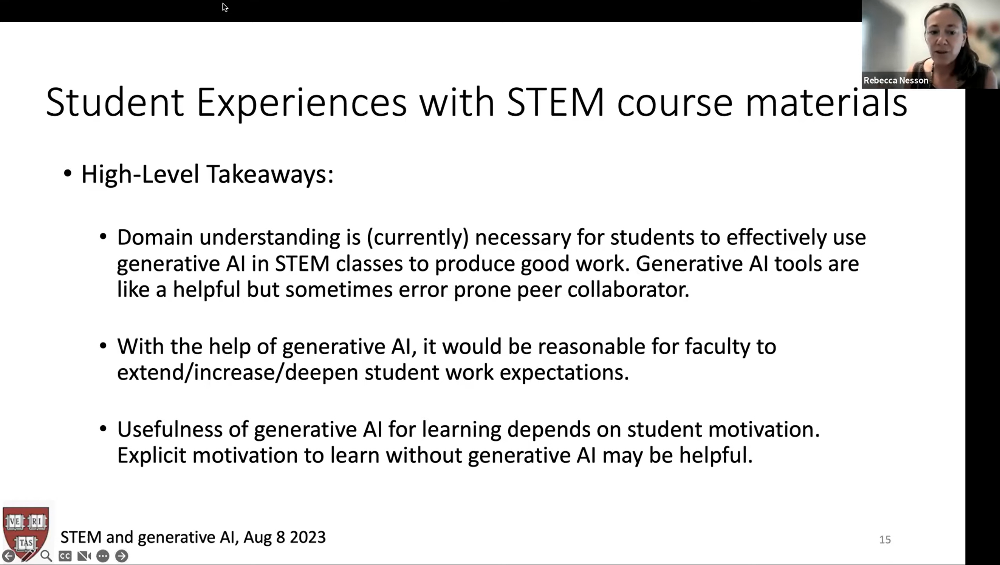 Rebecca Nesson
Student Experiences with STEM course materials
• High-Level Takeaways:
• Domain understanding is (currently) necessary for students to effectively use
generative AI in STEM classes to produce good work. Generative AI tools are
like a helpful but sometimes error prone peer collaborator.
• With the help of generative AI, it would be reasonable for faculty to
extend/increase/deepen student work expectations.
• Usefulness of generative AI for learning depends on student motivation.
Explicit motivation to learn without generative AI may be helpful.
VE RI
TAS
STEM and generative AI, Aug 8 2023
15
CC